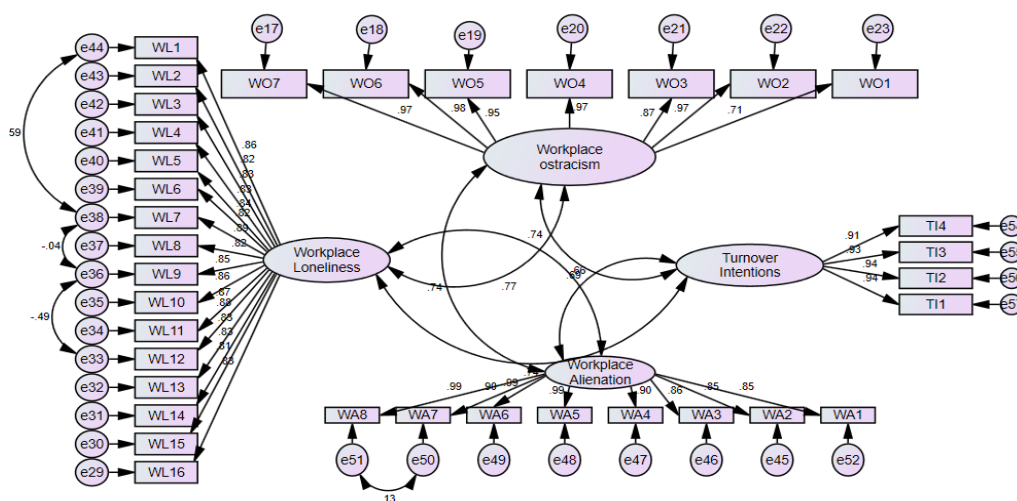 e17 e18 e19 e20 e21 e22 e23
WO7 WO6 WO5 WO4 WO3 WO2 WO1
.97 .98 .95 .97 .87 .97 .71
Workplace
ostracism
e44 WL1
e43 WL2
e42 WL3
e41 WL4
e40 WL5
e39 WL6
e38 WL7
e37 WL8
e36 WL9
e35 WL10
e34 WL11
e33 WL12
e32 WL13
e31 WL14
e30 WL15
e29 WL16
59
-.04
-.49
.86
.82
.83
.83
.84
.82
.89
.82
.85
.86
.87
.88
.83
.81
.83
Workplace
Loneliness
.74
.74
.77
Turnover
Intentions
.91 TI4
.93 TI3
.94 TI2
.94 TI1
Workplace
Alienation
.99 .90 .99 .99 .90 .86 .85 .85
WA8 WA7 WA6 WA5 WA4 WA3 WA2 WA1
e51 e50 e49 e48 e47 e46 e45 e52
13